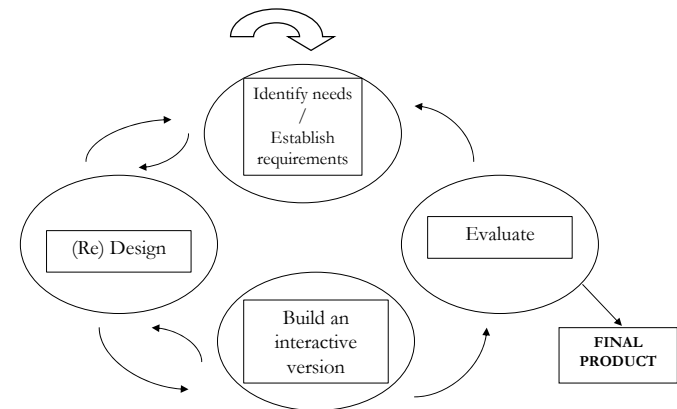 Identify needs
/
Establish
requirements
(Re) Design
Evaluate
Build an
interactive
version
FINAL
PRODUCT